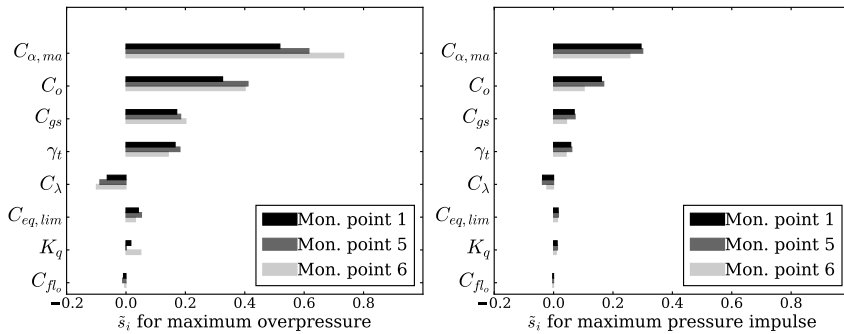 C_{α,ma}
C_o
C_{gs}
γ_t
C_λ
C_{eq,lim}
K_q
C_{fl_o}
Mon. point 1
Mon. point 5
Mon. point 6
−0.2 0.0 0.2 0.4 0.6 0.8
s̃_i for maximum overpressure
C_{α,ma}
C_o
C_{gs}
γ_t
C_λ
C_{eq,lim}
K_q
C_{fl_o}
Mon. point 1
Mon. point 5
Mon. point 6
−0.2 0.0 0.2 0.4 0.6 0.8
s̃_i for maximum pressure impulse